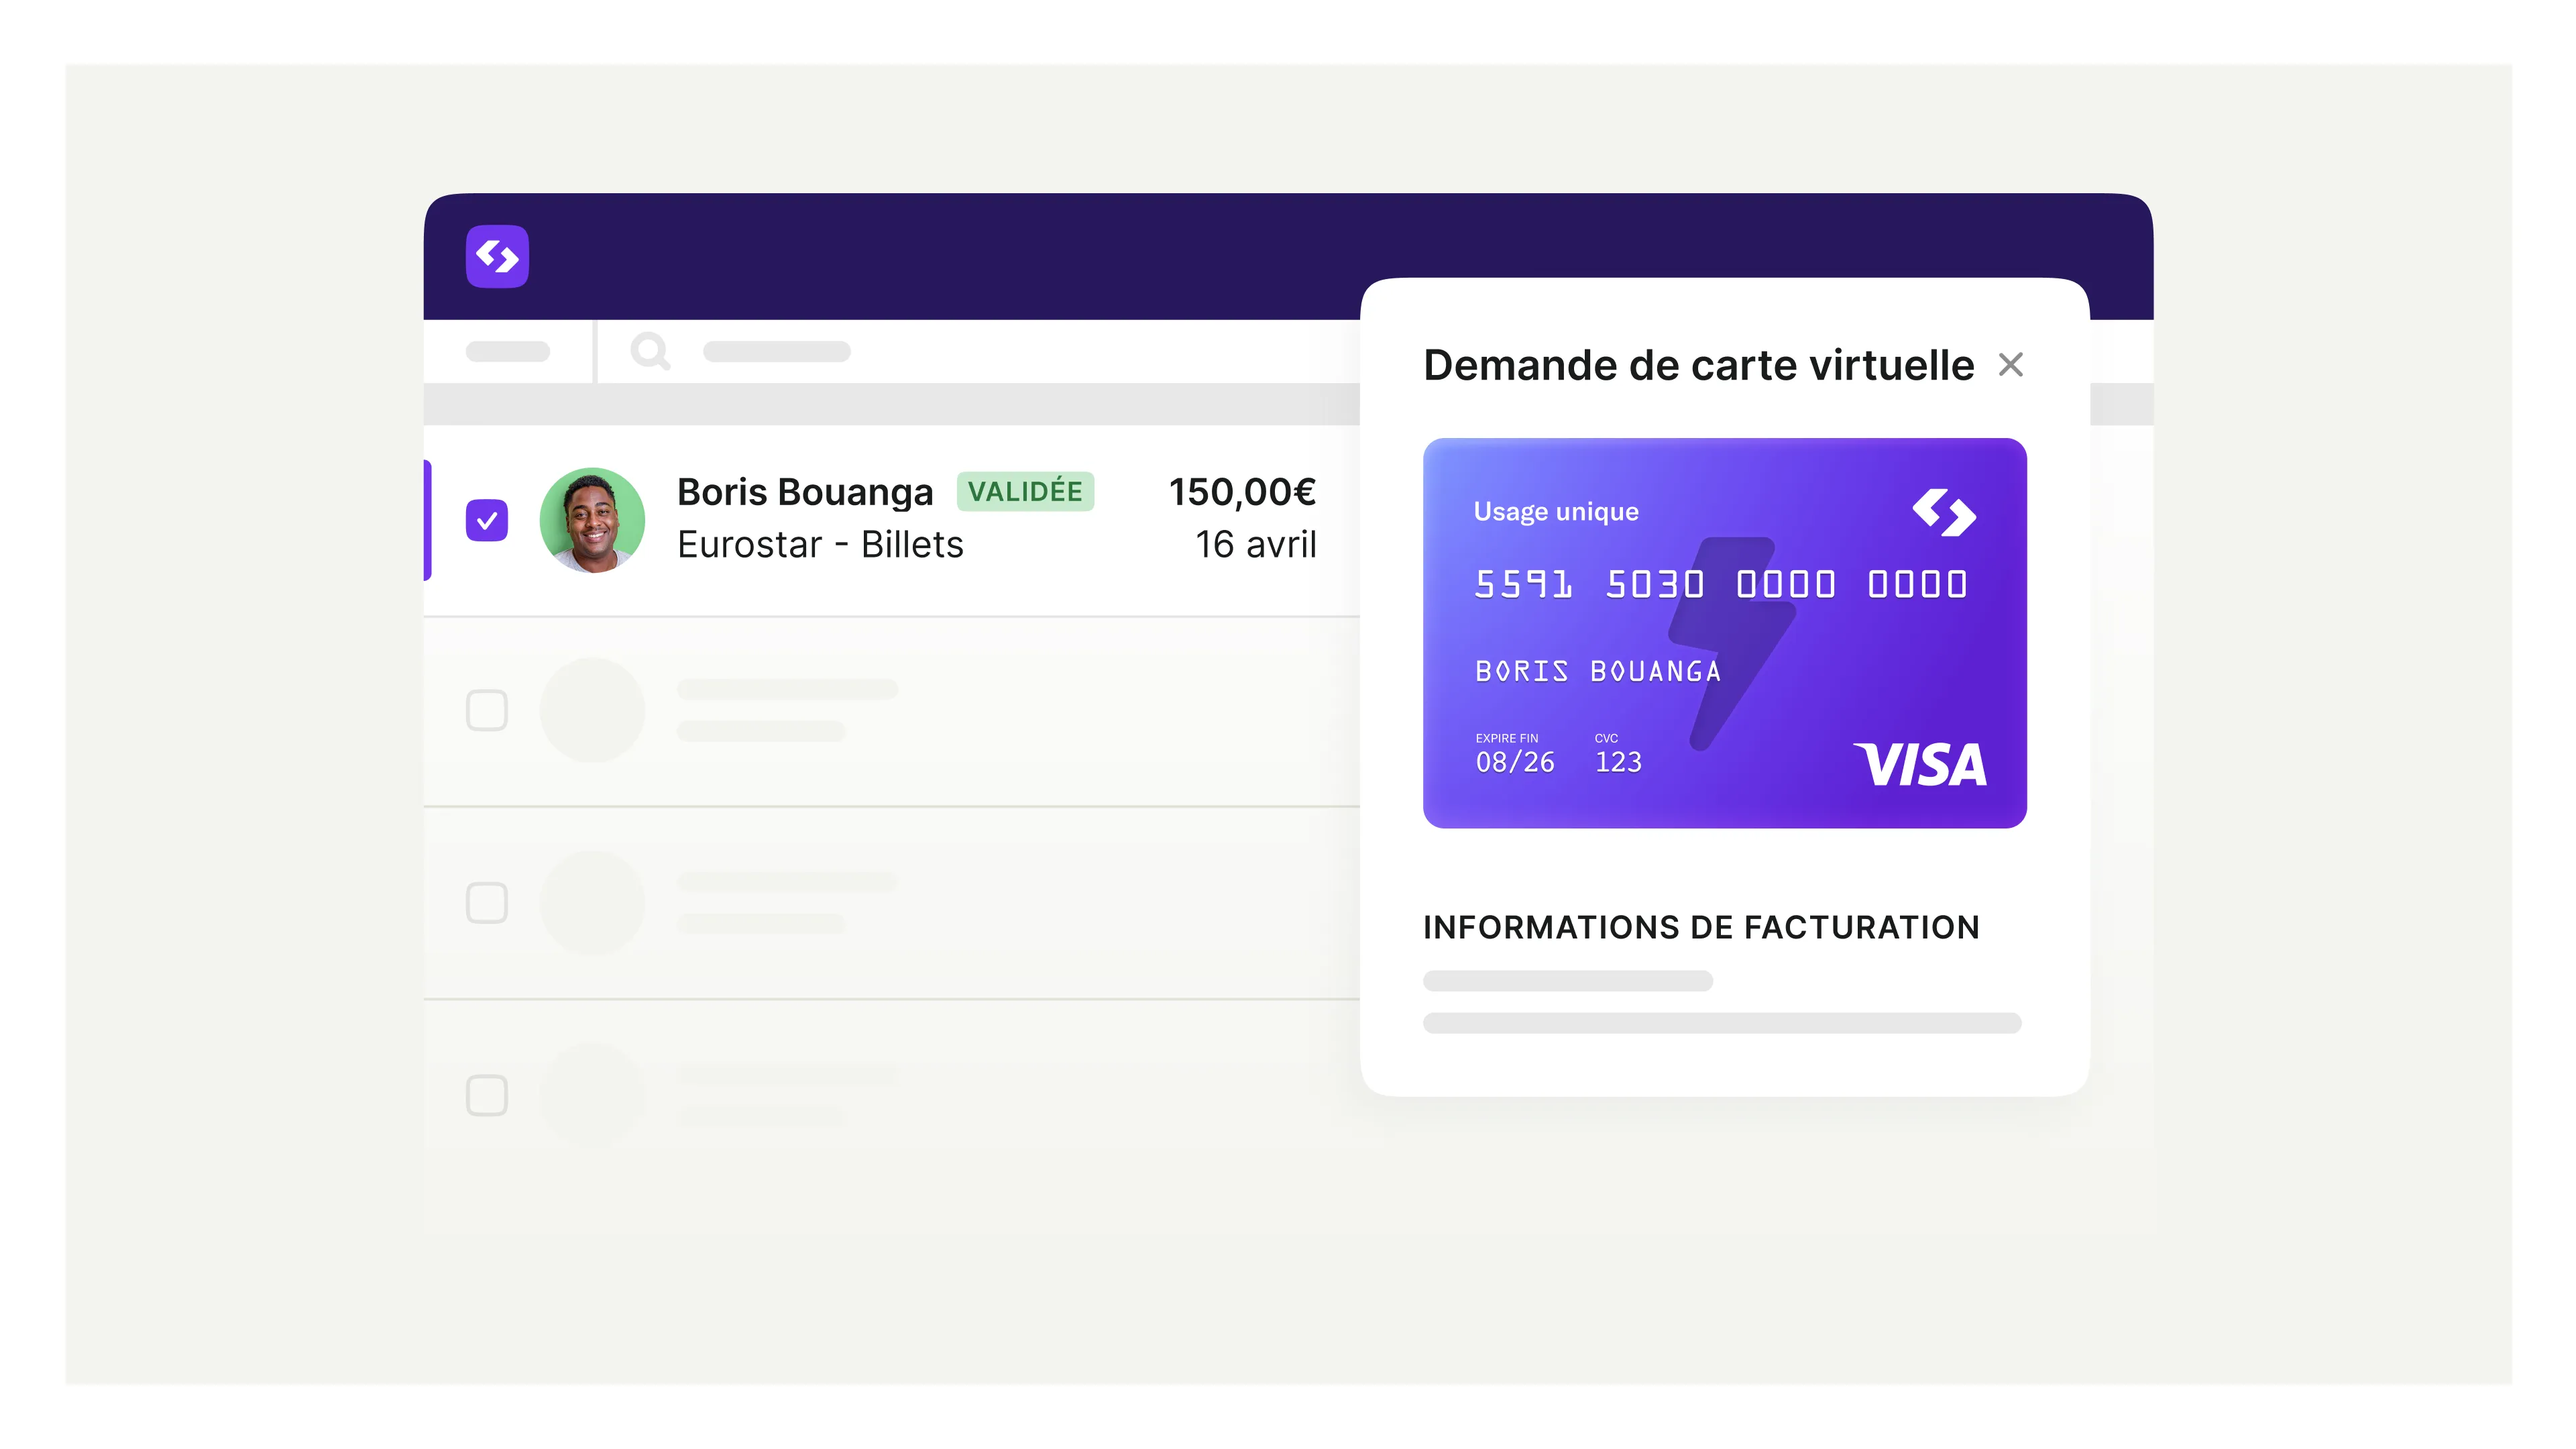 Boris Bouanga VALIDÉE 150,00€
Eurostar - Billets 16 avril
Demande de carte virtuelle
Usage unique
5591 5030 0000 0000
BORIS BOUANGA
EXPIRE FIN CVC
08/26 123
VISA
INFORMATIONS DE FACTURATION